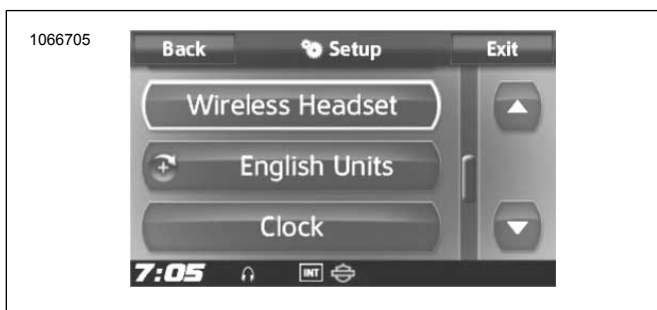 1066705
Back Setup Exit
Wireless Headset
English Units
Clock
7:05 INT